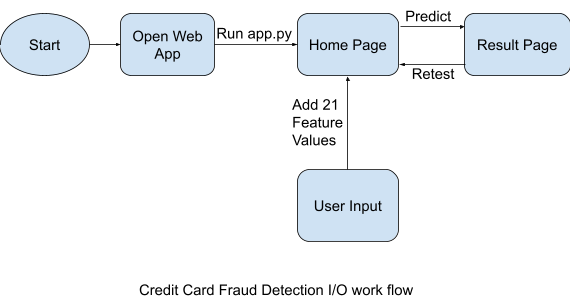 Start
Open Web
App
Run app.py
Home Page
Predict
Result Page
Retest
Add 21
Feature
Values
User Input
Credit Card Fraud Detection I/O work flow